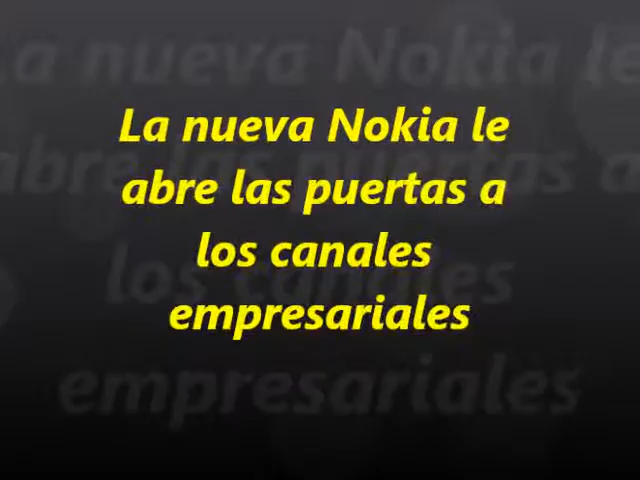 La nueva Nokia le
abre las puertas a
los canales
empresariales